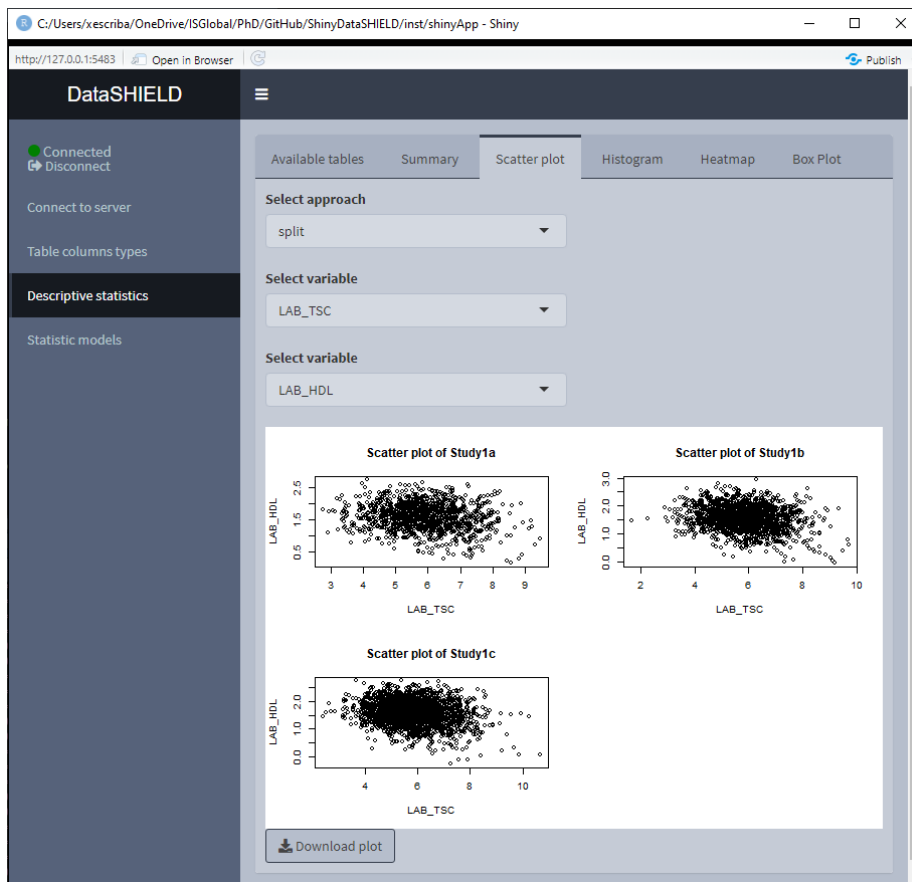 C:/Users/xescriba/OneDrive/ISGlobal/PhD/GitHub/ShinyDataSHIELD/inst/shinyApp - Shiny
http://127.0.0.1:5483 Open in Browser Publish
DataSHIELD
Connected
Disconnect
Connect to server
Table columns types
Descriptive statistics
Statistic models
Available tables Summary Scatter plot Histogram Heatmap Box Plot
Select approach
split
Select variable
LAB_TSC
Select variable
LAB_HDL
Scatter plot of Study1a
LAB_HDL
2.5
1.5
0.5
3 4 5 6 7 8 9
LAB_TSC
Scatter plot of Study1b
LAB_HDL
3.0
2.0
1.0
0.0
2 4 6 8 10
LAB_TSC
Scatter plot of Study1c
LAB_HDL
2.0
1.0
0.0
4 6 8 10
LAB_TSC
Download plot